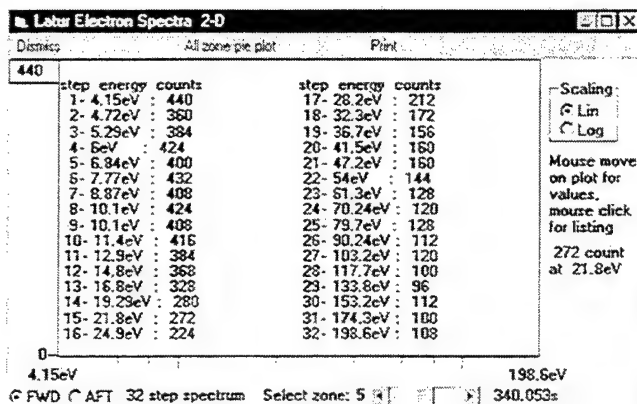 Latur Electron Spectra 2-D
Dismiss All zone pie plot Print
440
step energy counts
1- 4.15eV : 440
2- 4.72eV : 360
3- 5.29eV : 384
4- 6eV : 424
5- 6.84eV : 400
6- 7.77eV : 432
7- 8.87eV : 408
8- 10.1eV : 424
9- 10.1eV : 408
10- 11.4eV : 416
11- 12.9eV : 384
12- 14.8eV : 368
13- 16.8eV : 328
14- 19.29eV : 280
15- 21.8eV : 272
16- 24.9eV : 224
step energy counts
17- 28.2eV : 212
18- 32.3eV : 172
19- 36.7eV : 156
20- 41.5eV : 160
21- 47.2eV : 160
22- 54eV : 144
23- 61.3eV : 128
24- 70.24eV : 120
25- 79.7eV : 128
26- 90.24eV : 112
27- 103.2eV : 120
28- 117.7eV : 100
29- 133.8eV : 96
30- 153.2eV : 112
31- 174.3eV : 100
32- 198.6eV : 108
Scaling
Lin
Log
Mouse move
on plot for
values,
mouse click
for listing
272 count
at 21.8eV
0
4.15eV 198.6eV
FWD AFT 32 step spectrum Select zone: 5 340.053s